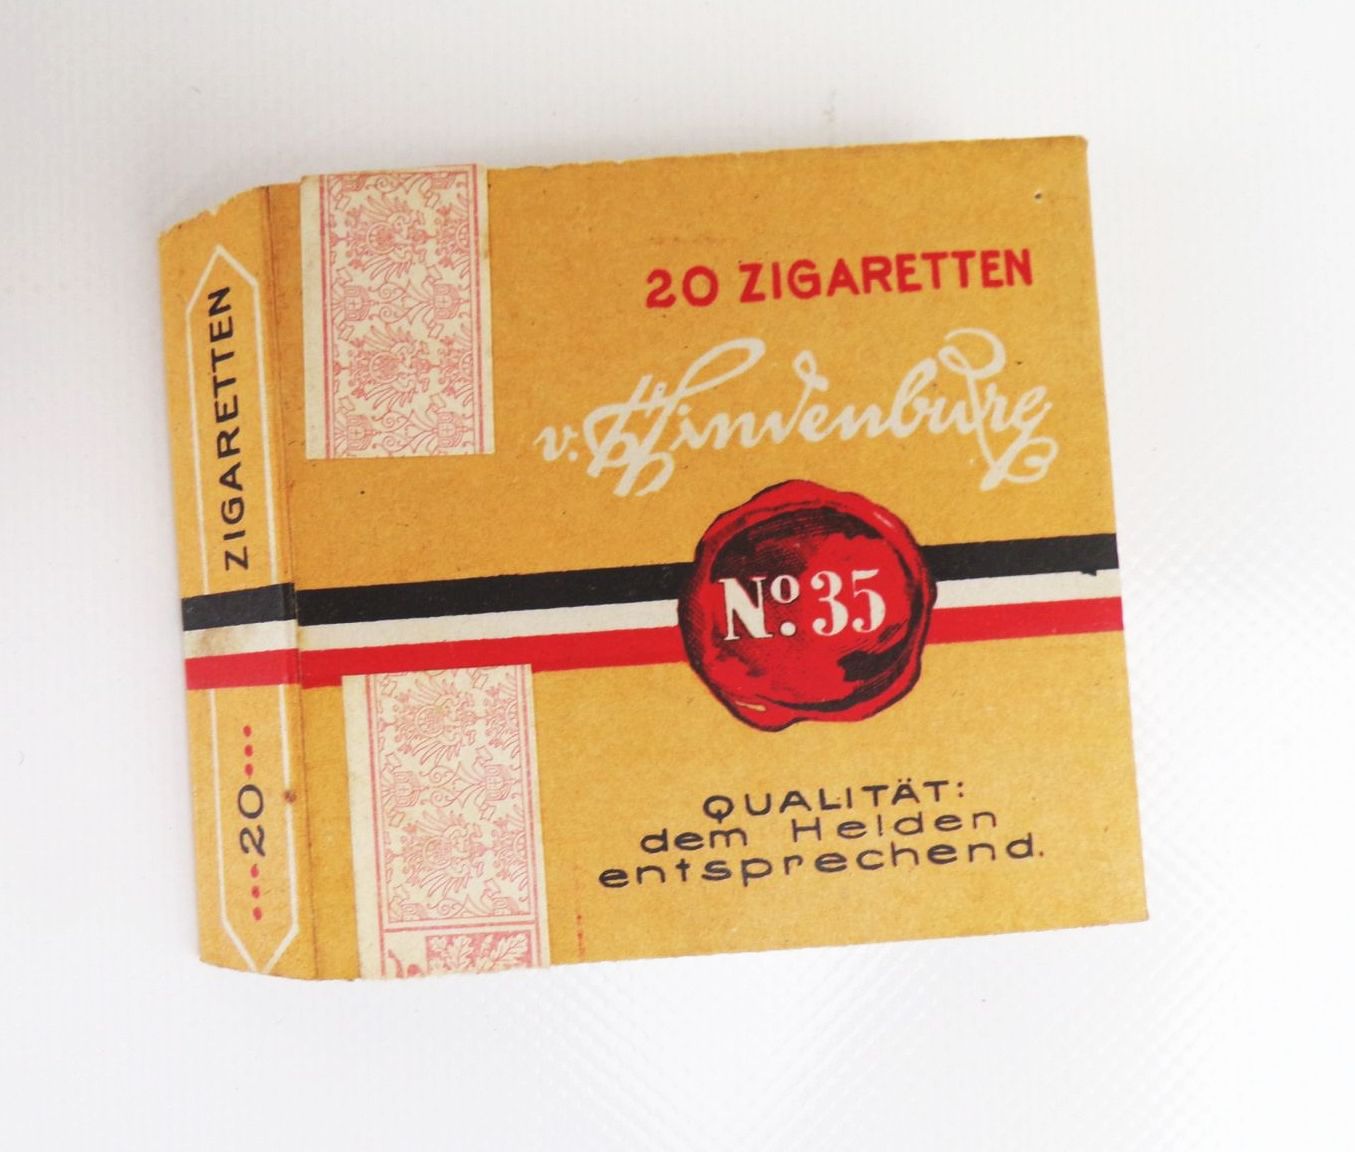 ZIGARETTEN
...20...
20 ZIGARETTEN
v. Hindenburg
No. 35
QUALITÄT:
dem Helden
entsprechend.